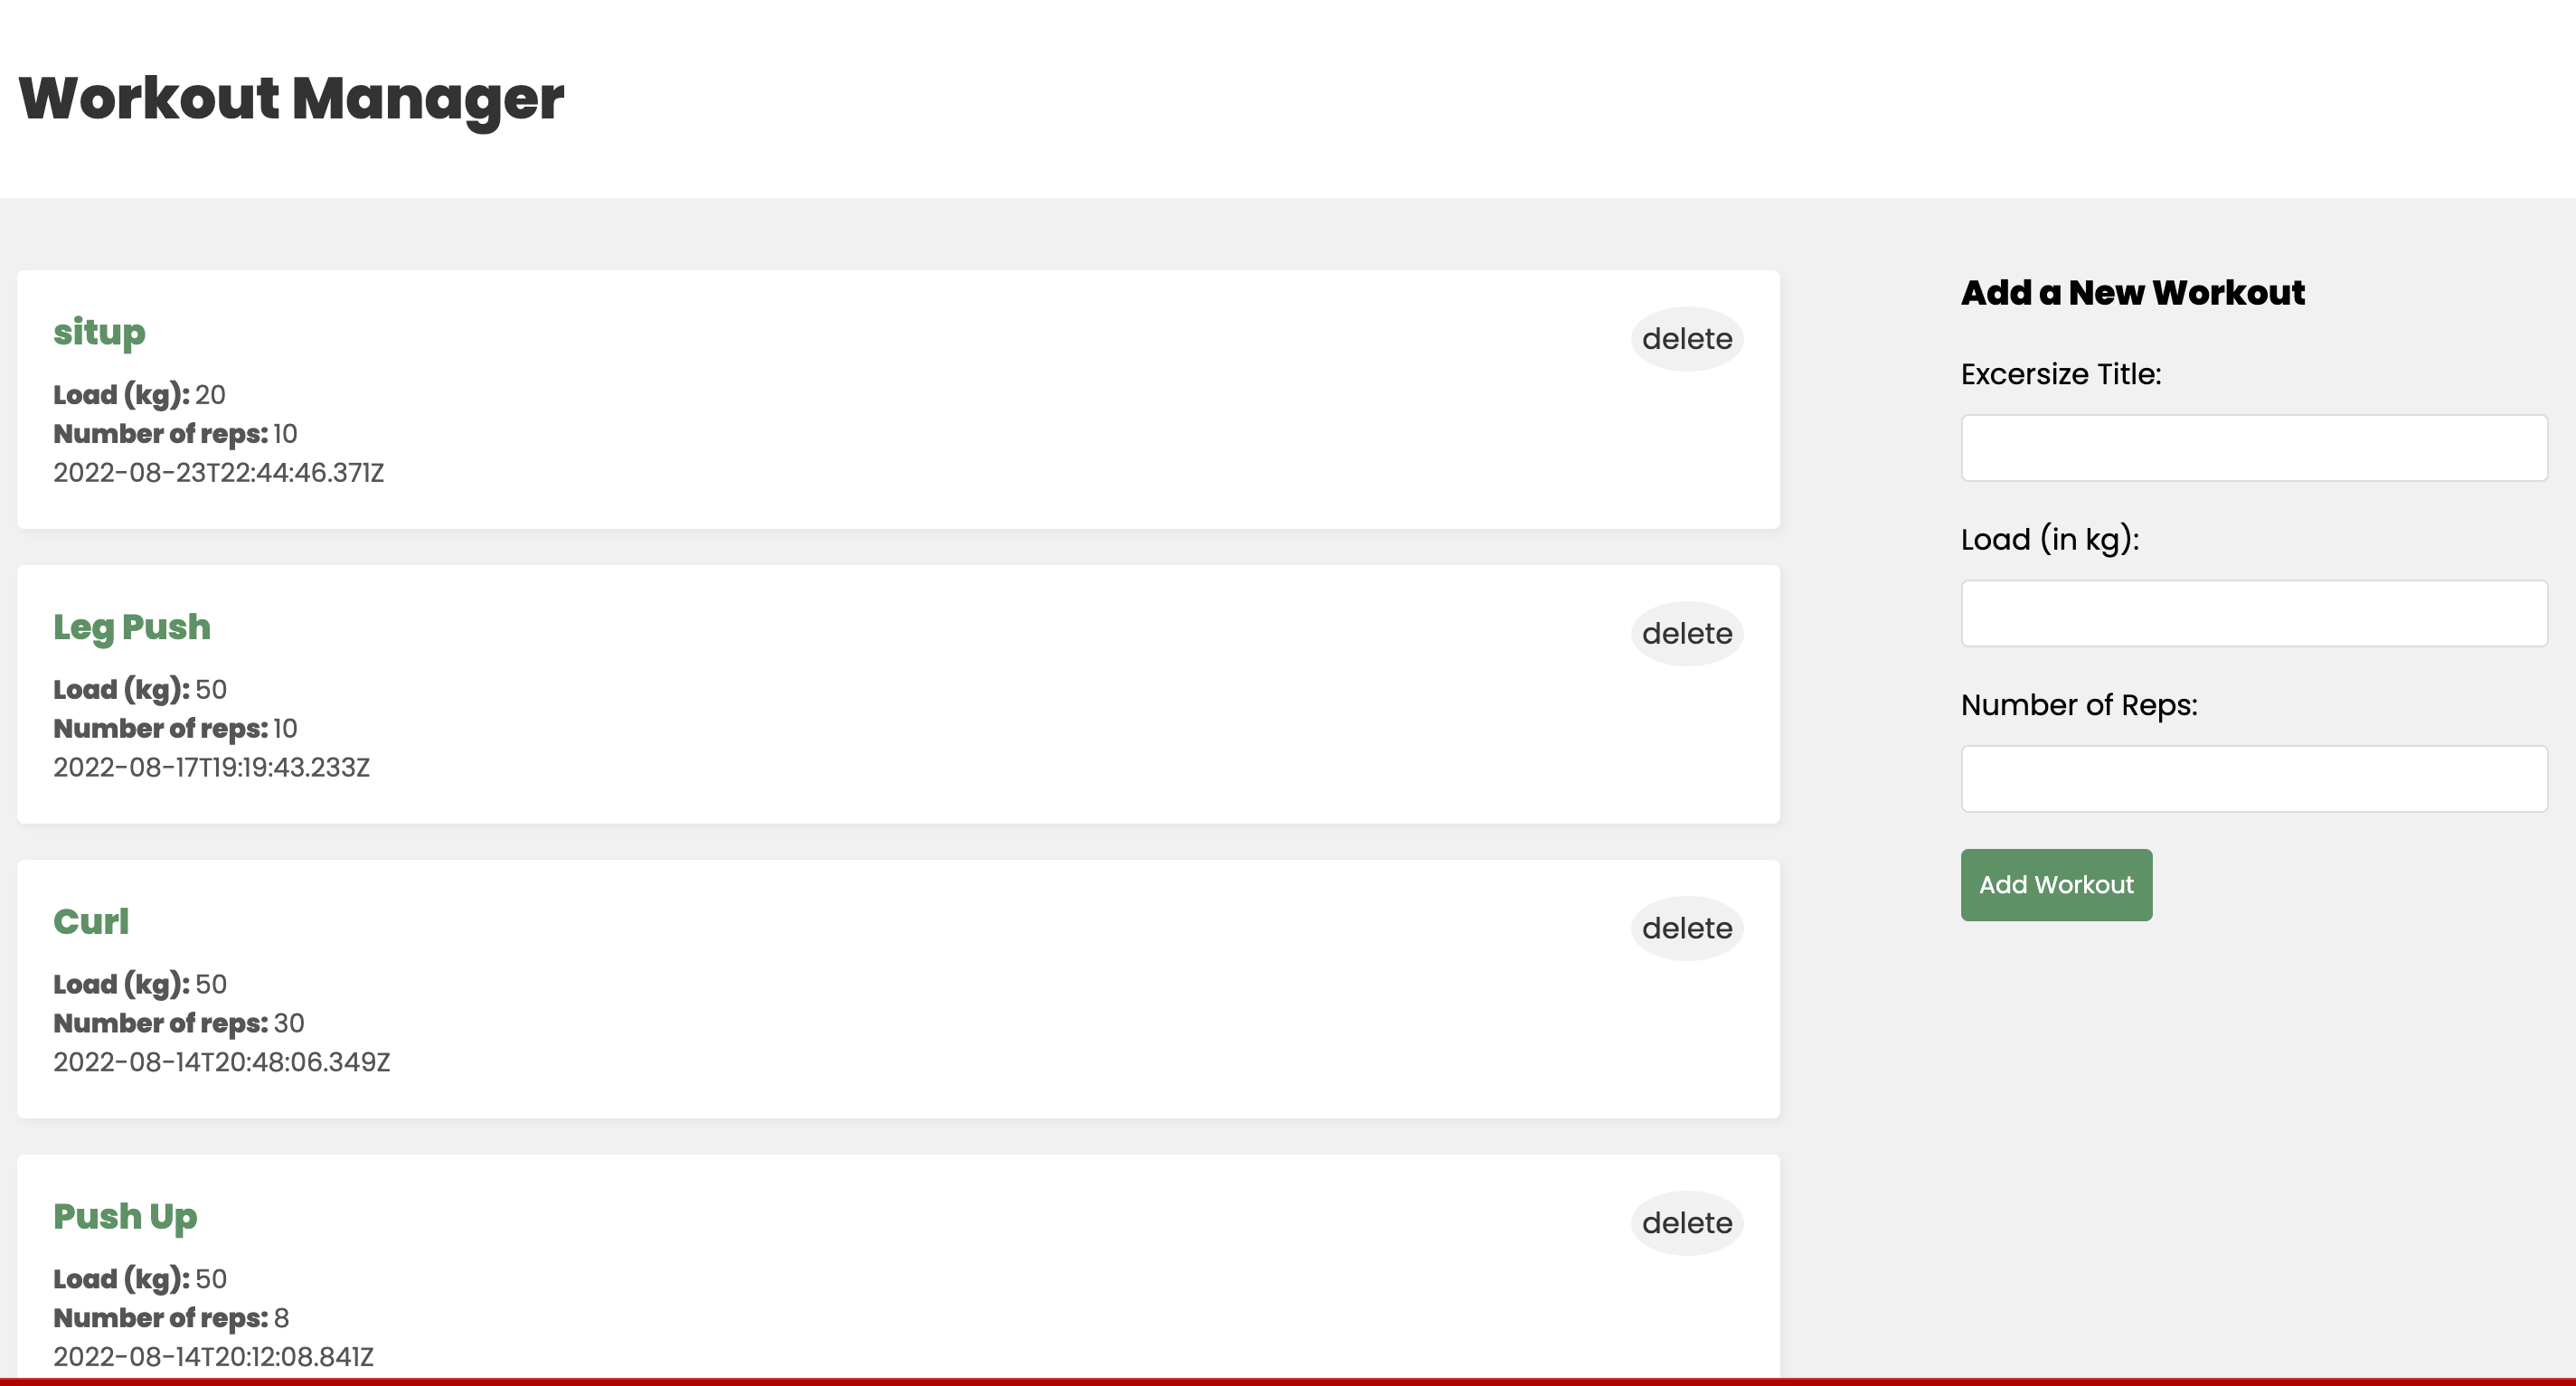 Workout Manager
situp
delete
Load (kg): 20
Number of reps: 10
2022-08-23T22:44:46.371Z
Leg Push
delete
Load (kg): 50
Number of reps: 10
2022-08-17T19:19:43.233Z
Curl
delete
Load (kg): 50
Number of reps: 30
2022-08-14T20:48:06.349Z
Push Up
delete
Load (kg): 50
Number of reps: 8
2022-08-14T20:12:08.841Z
Add a New Workout
Excersize Title:
Load (in kg):
Number of Reps:
Add Workout